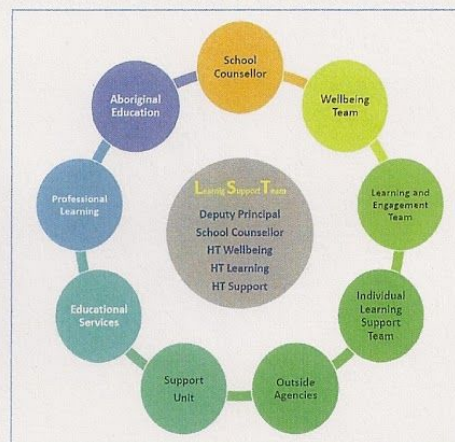 School
Counsellor
Wellbeing
Team
Learning and
Engagement
Team
Individual
Learning
Support
Team
Outside
Agencies
Support
Unit
Educational
Services
Professional
Learning
Aboriginal
Education
Learnig Support Team
Deputy Principal
School Counsellor
HT Wellbeing
HT Learning
HT Support